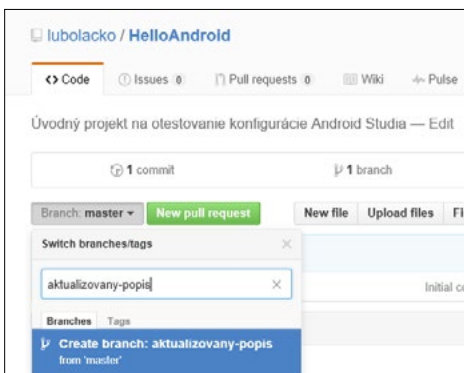 lubolacko / HelloAndroid
<> Code Issues 0 Pull requests 0 Wiki Pulse
Úvodný projekt na otestovanie konfigurácie Android Studia — Edit
1 commit 1 branch
Branch: master New pull request New file Upload files
Switch branches/tags
aktualizovany-popis
Initial
Branches Tags
Create branch: aktualizovany-popis
from 'master'